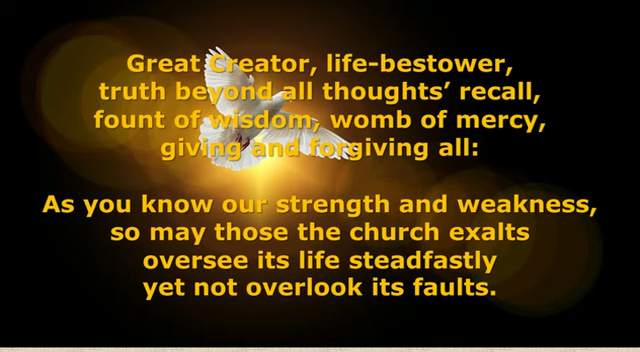 Great Creator, life-bestower,
truth beyond all thoughts’ recall,
fount of wisdom, womb of mercy,
giving and forgiving all:
As you know our strength and weakness,
so may those the church exalts
oversee its life steadfastly
yet not overlook its faults.